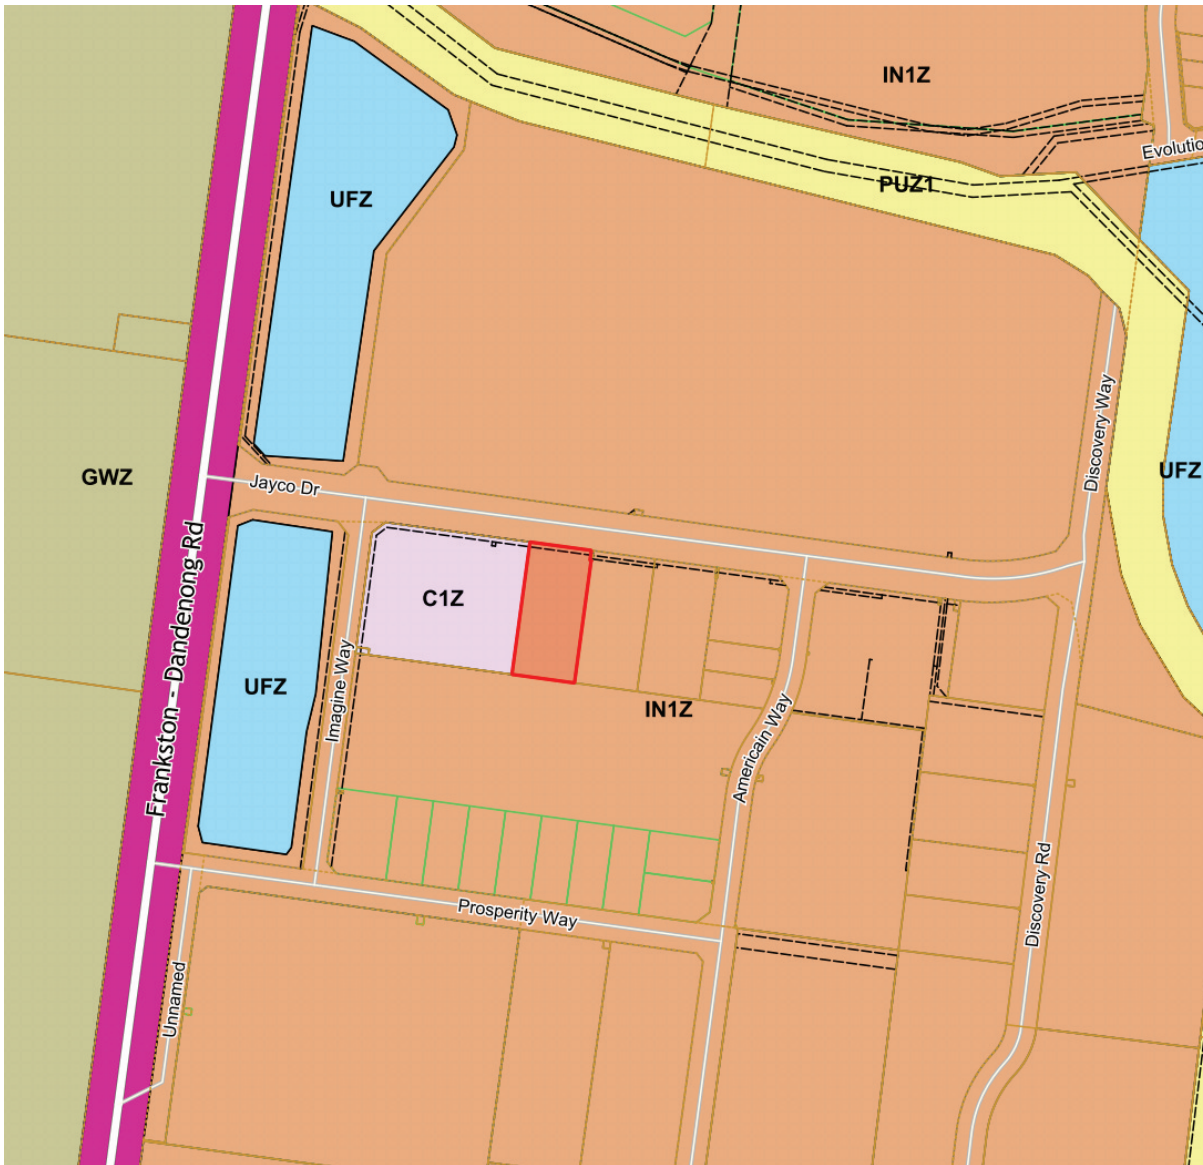 IN1Z
Evolutio
PUZ1
UFZ
Discovery Way
UFZ
GWZ
Jayco Dr
Frankston - Dandenong Rd
C1Z
UFZ
Imagine Way
IN1Z
Americain Way
Discovery Rd
Prosperity Way
Unnamed